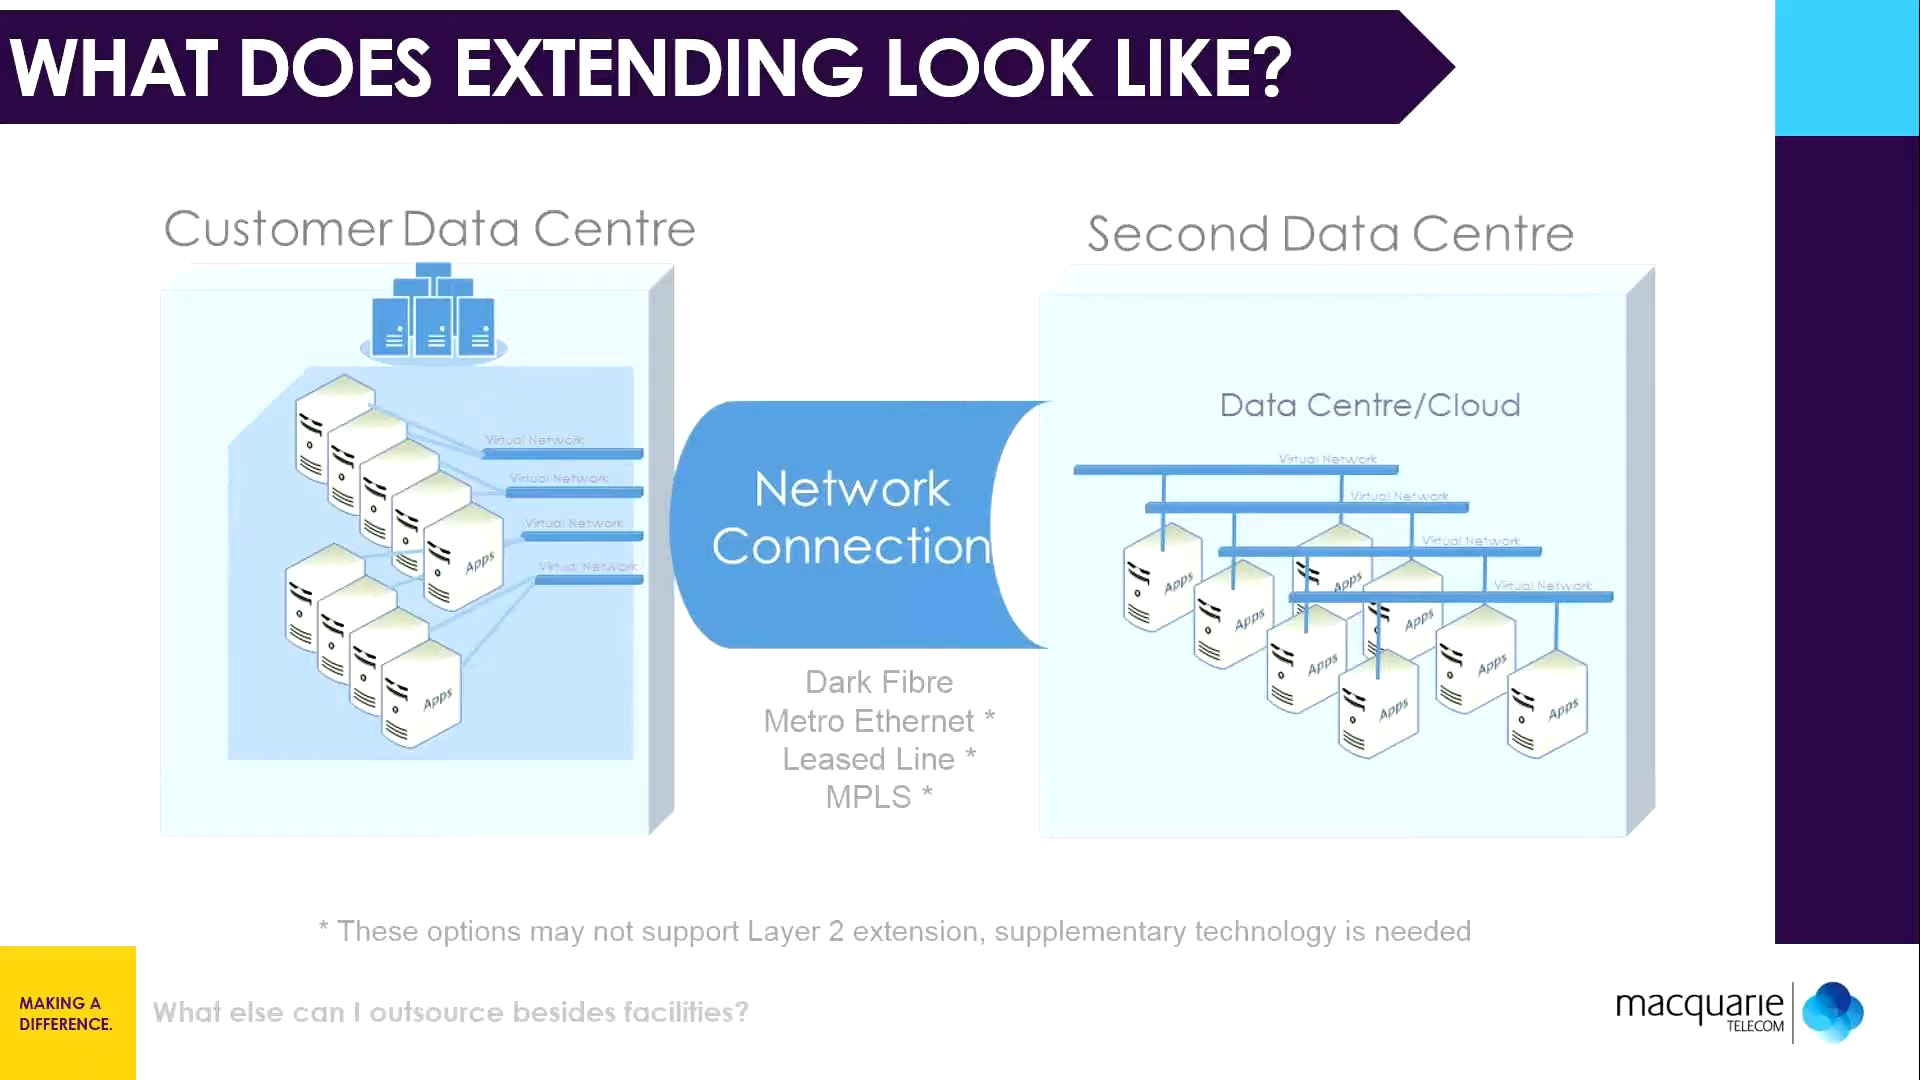 WHAT DOES EXTENDING LOOK LIKE?
Customer Data Centre
Virtual Network
Virtual Network
Virtual Network
Virtual Network
Apps
Apps
Network
Connection
Dark Fibre
Metro Ethernet *
Leased Line *
MPLS *
Second Data Centre
Data Centre/Cloud
Virtual Network
Virtual Network
Virtual Network
Virtual Network
Apps
Apps
Apps
Apps
Apps
Apps
Apps
Apps
* These options may not support Layer 2 extension, supplementary technology is needed
MAKING A
DIFFERENCE.
What else can I outsource besides facilities?
macquarie
TELECOM